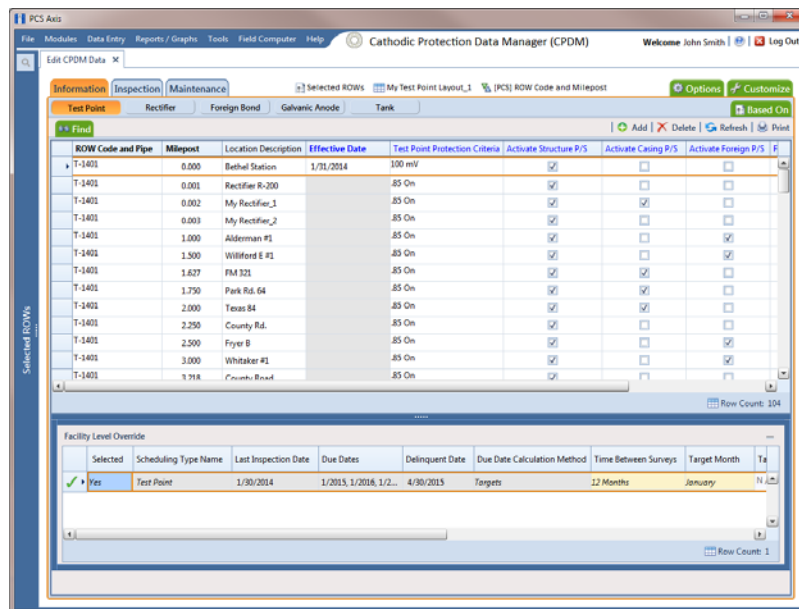 PCS Axis
File Modules Data Entry Reports / Graphs Tools Field Computer Help Cathodic Protection Data Manager (CPDM) Welcome John Smith Log Out
Edit CPDM Data
Information Inspection Maintenance Selected ROWs My Test Point Layout_1 [PCS] ROW Code and Milepost Options Customize
Test Point Rectifier Foreign Bond Galvanic Anode Tank Based On
Find Add Delete Refresh Print
ROW Code and Pipe Milepost Location Description Effective Date Test Point Protection Criteria Activate Structure P/S Activate Casing P/S Activate Foreign P/S F
T-1401 0.000 Bethel Station 1/31/2014 100 mV
T-1401 0.001 Rectifier R-200 .85 On
T-1401 0.002 My Rectifier_1 .85 On
T-1401 0.003 My Rectifier_2 .85 On
T-1401 1.000 Alderman #1 .85 On
T-1401 1.500 Williford E #1 .85 On
T-1401 1.627 FM 321 .85 On
T-1401 1.750 Park Rd. 64 .85 On
T-1401 2.000 Texas 84 .85 On
T-1401 2.250 County Rd. .85 On
T-1401 2.500 Fryer B .85 On
T-1401 3.000 Whitaker #1 .85 On
T-1401 3.218 County Road .85 On
Selected ROWs
Row Count: 104
Facility Level Override
Selected Scheduling Type Name Last Inspection Date Due Dates Delinquent Date Due Date Calculation Method Time Between Surveys Target Month Ta
Yes Test Point 1/30/2014 1/2015, 1/2016, 1/2... 4/30/2015 Targets 12 Months January N
Row Count: 1